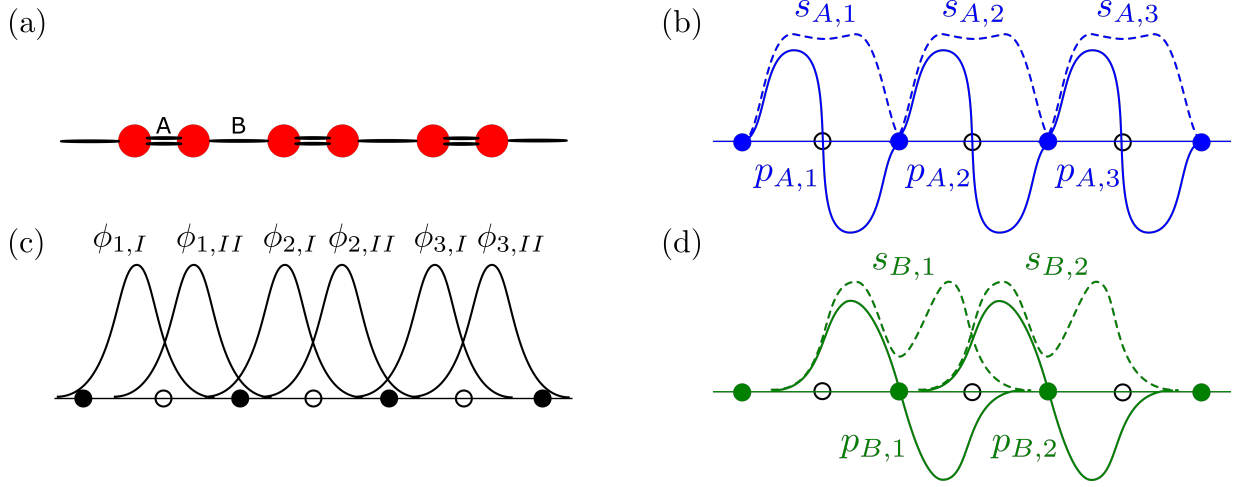 (a)
A
B
(b)
s_{A,1} s_{A,2} s_{A,3}
p_{A,1} p_{A,2} p_{A,3}
(c)
ϕ_{1,I} ϕ_{1,II} ϕ_{2,I} ϕ_{2,II} ϕ_{3,I} ϕ_{3,II}
(d)
s_{B,1} s_{B,2}
p_{B,1} p_{B,2}